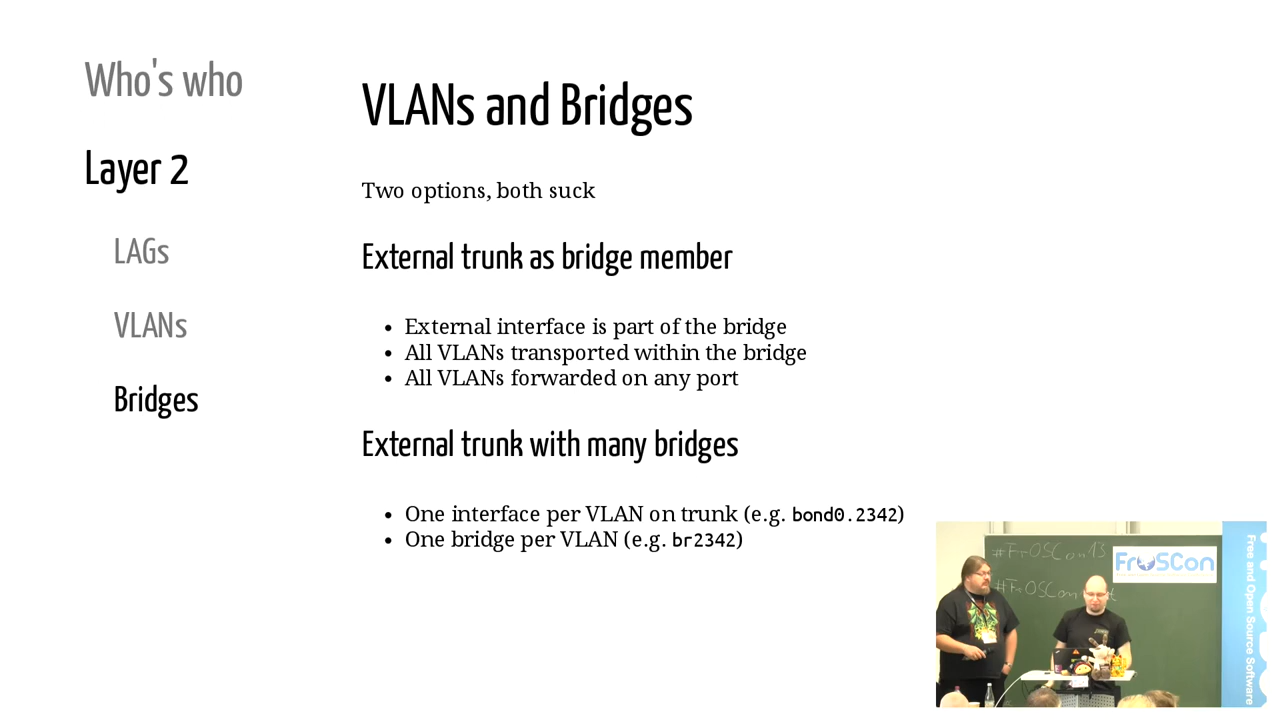 Who's who
Layer 2
LAGs
VLANs
Bridges
VLANs and Bridges
Two options, both suck
External trunk as bridge member
• External interface is part of the bridge
• All VLANs transported within the bridge
• All VLANs forwarded on any port
External trunk with many bridges
• One interface per VLAN on trunk (e.g. bond0.2342)
• One bridge per VLAN (e.g. br2342)
#FrOSCon13
FrOSCon
Free and Open Source Software